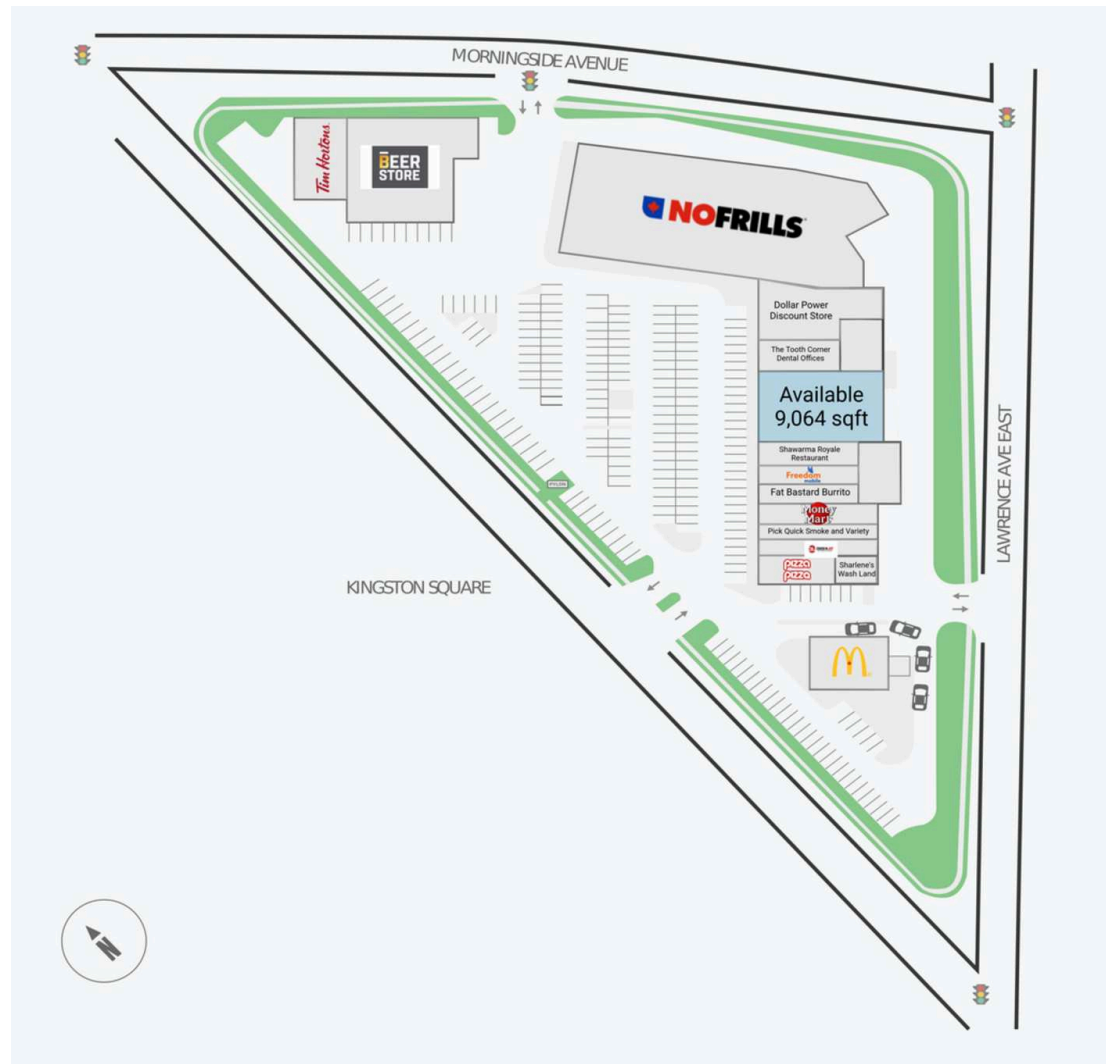 MORNINGSIDE AVENUE
Tim Hortons
BEER
STORE
NOFRILLS
Dollar Power
Discount Store
The Tooth Corner
Dental Offices
Available
9,064 sqft
Shawarma Royale
Restaurant
Freedom
mobile
Fat Bastard Burrito
Money
Mart
Pick Quick Smoke and Variety
pizza
pizza
Sharlene's
Wash Land
LAWRENCE AVE EAST
PYLON
KINGSTON SQUARE
M
N